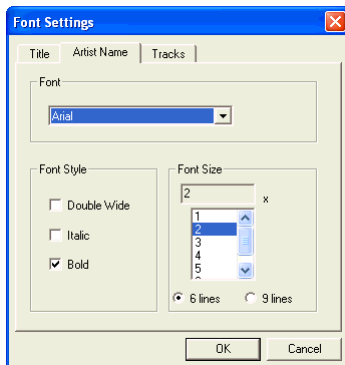 Font Settings
Title
Artist Name
Tracks
Font
Arial
Font Style
Double Wide
Italic
Bold
Font Size
2
x
1
2
3
4
5
6 lines
9 lines
OK
Cancel